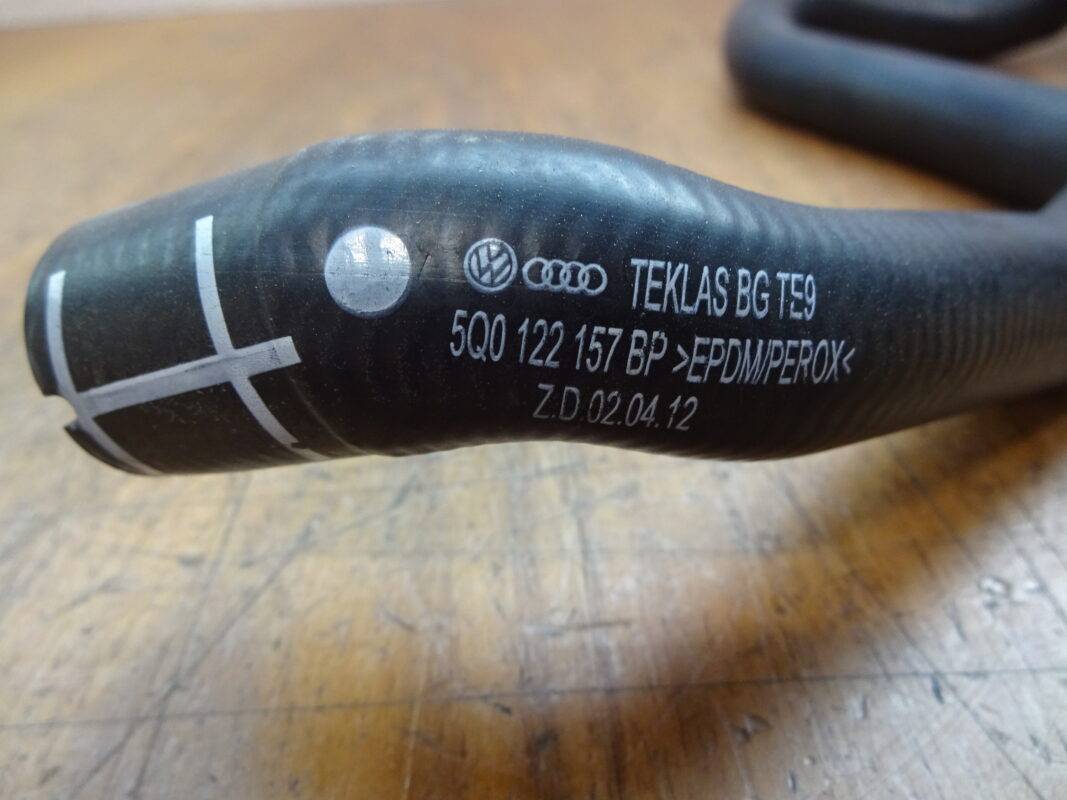 TEKLAS BG TE9
5Q0 122 157 BP >EPDM/PEROX<
Z.D 02.04.12